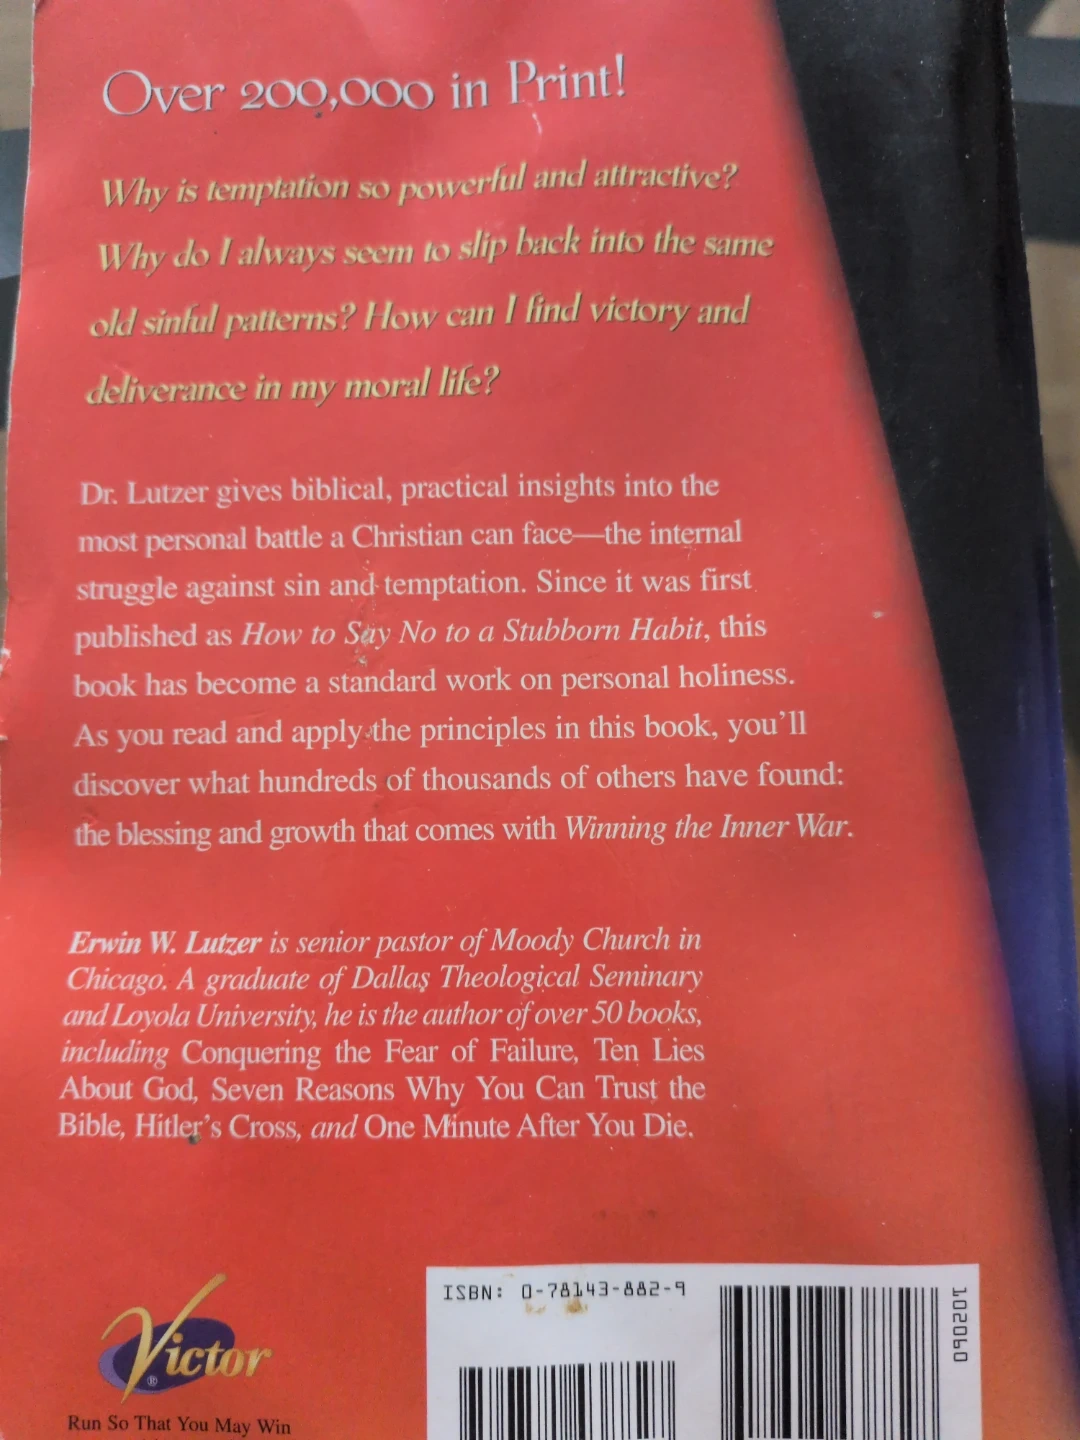 Over 200,000 in Print!
Why is temptation so powerful and attractive?
Why do I always seem to slip back into the same
old sinful patterns? How can I find victory and
deliverance in my moral life?
Dr. Lutzer gives biblical, practical insights into the
most personal battle a Christian can face—the internal
struggle against sin and temptation. Since it was first
published as How to Say No to a Stubborn Habit, this
book has become a standard work on personal holiness.
As you read and apply the principles in this book, you'll
discover what hundreds of thousands of others have found:
the blessing and growth that comes with Winning the Inner War.
Erwin W. Lutzer is senior pastor of Moody Church in
Chicago. A graduate of Dallas Theological Seminary
and Loyola University, he is the author of over 50 books,
including Conquering the Fear of Failure, Ten Lies
About God, Seven Reasons Why You Can Trust the
Bible, Hitler's Cross, and One Minute After You Die.
Victor®
Run So That You May Win
ISBN: 0-78143-882-9
102060